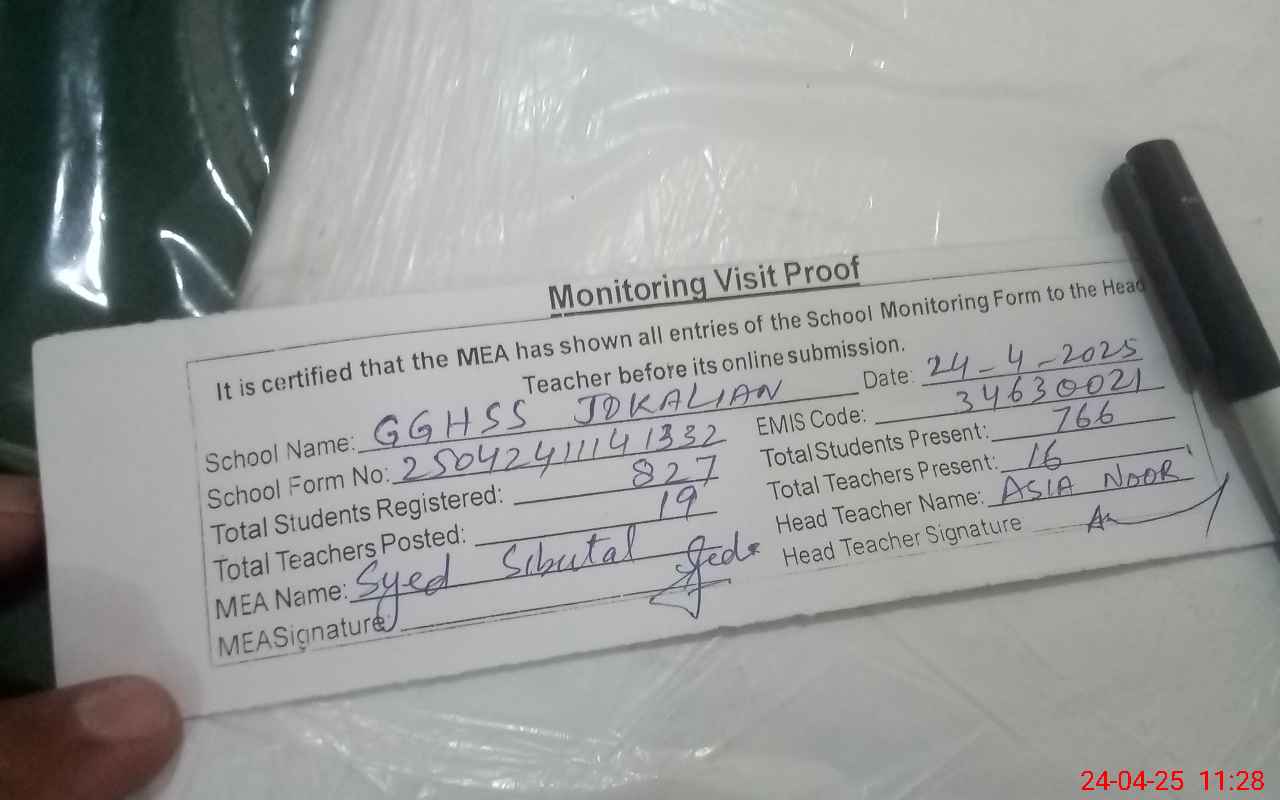 Monitoring Visit Proof
It is certified that the MEA has shown all entries of the School Monitoring Form to the Head
Teacher before its online submission.
School Name: GGHSS JDKALIAN Date: 24-4-2025
School Form No: 25042411141332 EMIS Code: 34630021
Total Students Registered: 827 Total Students Present: 766
Total Teachers Posted: 19 Total Teachers Present: 16
MEA Name: Syed Sibutal Head Teacher Name: ASIA NOOR
MEA Signature: Head Teacher Signature
24-04-25 11:28